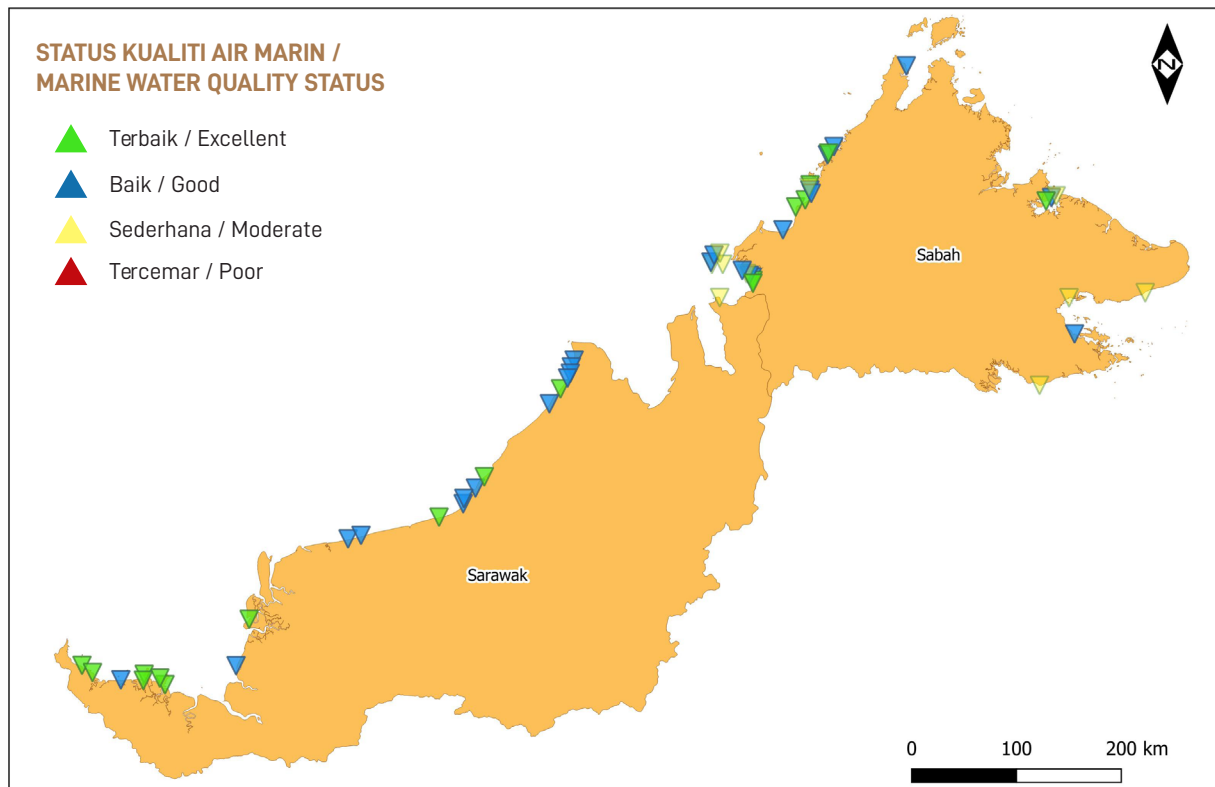 STATUS KUALITI AIR MARIN /
MARINE WATER QUALITY STATUS
Terbaik / Excellent
Baik / Good
Sederhana / Moderate
Tercemar / Poor
N
Sabah
Sarawak
0 100 200 km